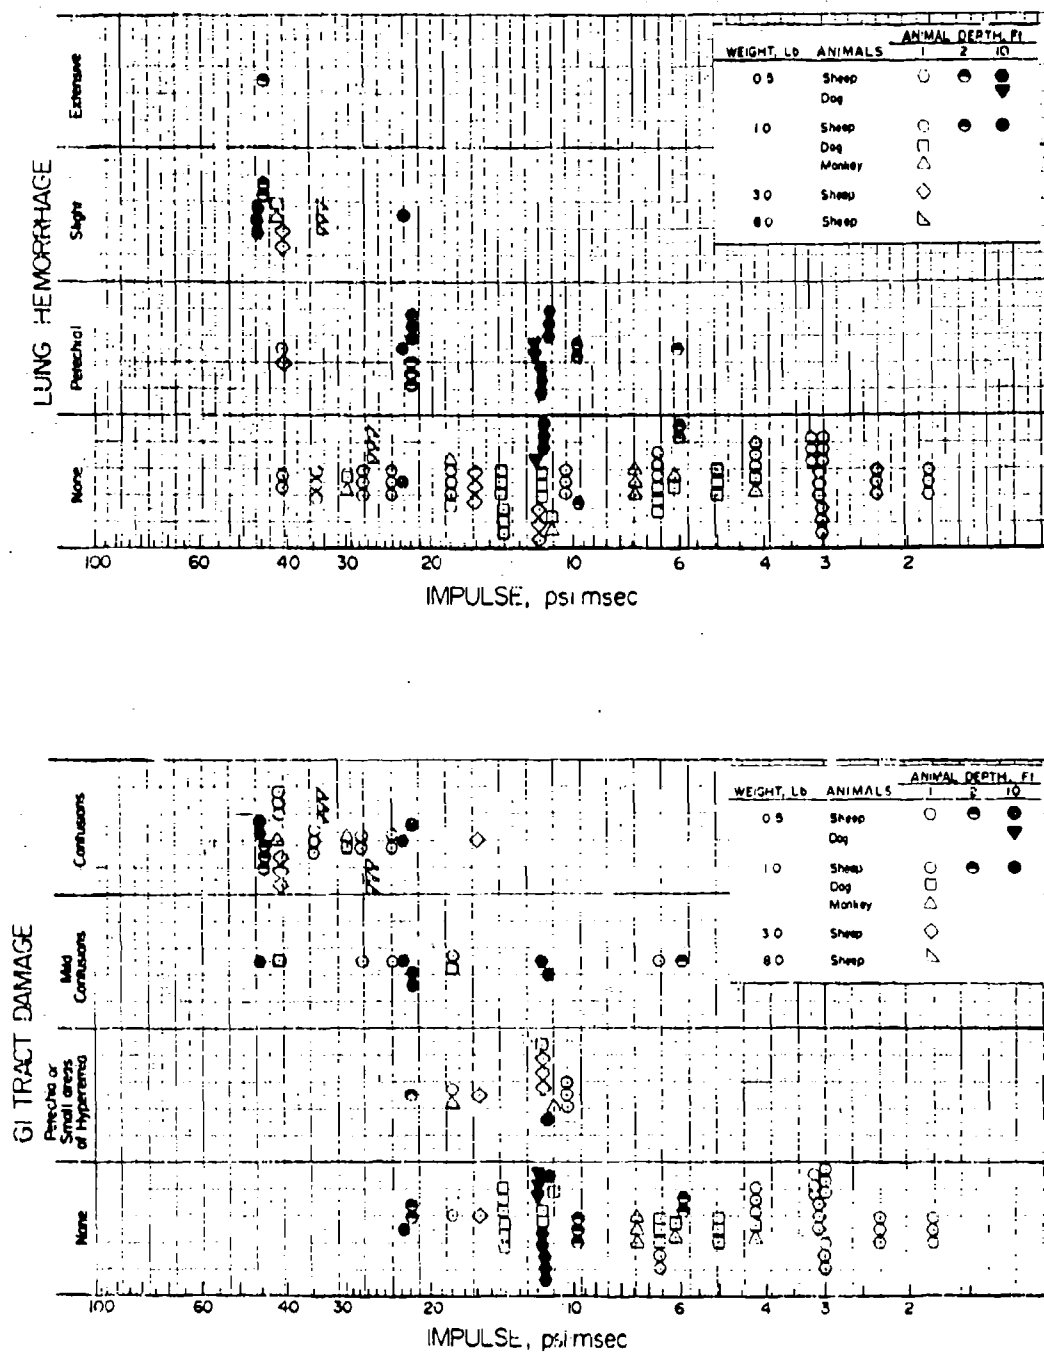 LUNG HEMORRHAGE
Extensive
Slight
Petechial
None
ANIMAL DEPTH, Ft
WEIGHT, Lb ANIMALS 1 2 10
0.5 Sheep
Dog
1.0 Sheep
Dog
Monkey
3.0 Sheep
8.0 Sheep
100 60 40 30 20 10 6 4 3 2
IMPULSE, psi msec
GI TRACT DAMAGE
Contusions
Mild
Contusions
Petechia or
Small areas
of Hyperemia
None
ANIMAL DEPTH, Ft
WEIGHT, Lb ANIMALS 1 2 10
0.5 Sheep
Dog
1.0 Sheep
Dog
Monkey
3.0 Sheep
8.0 Sheep
100 60 40 30 20 10 6 4 3 2
IMPULSE, psi·msec